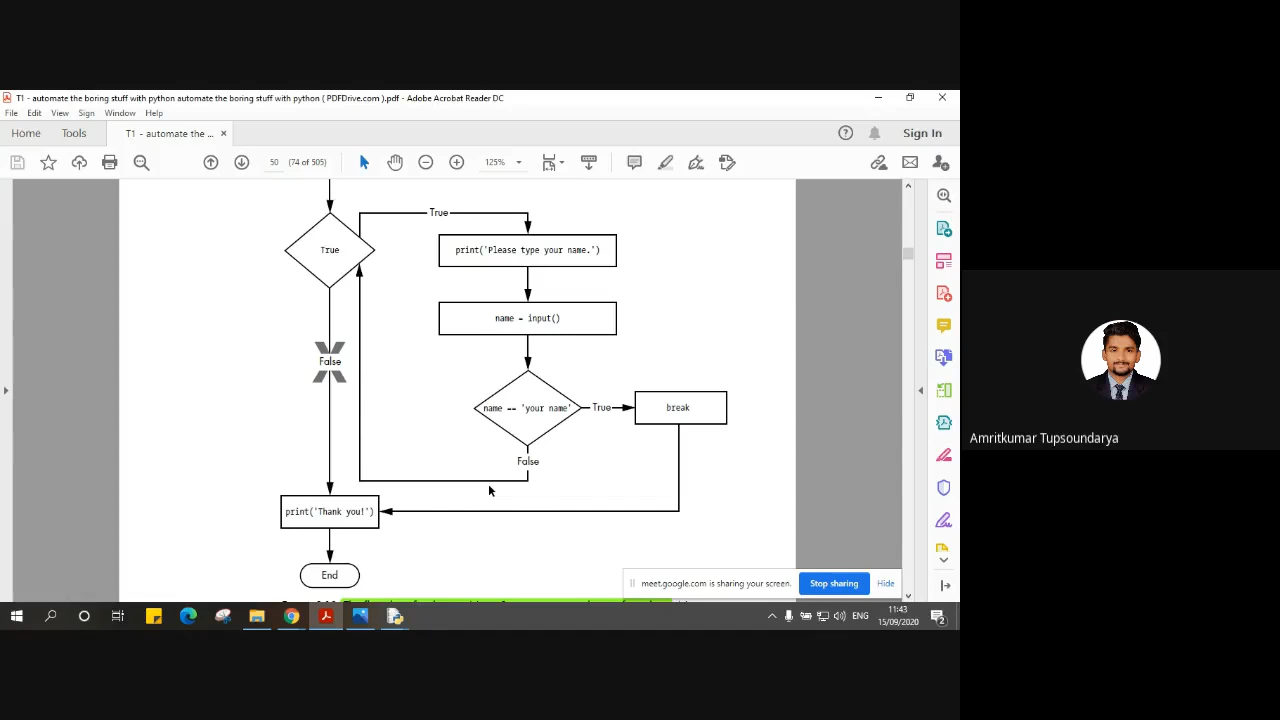 T1 - automate the boring stuff with python automate the boring stuff with python ( PDFDrive.com ).pdf - Adobe Acrobat Reader DC
File Edit View Sign Window Help
Home Tools T1 - automate the ... × Sign In
50 (74 of 505) 125%
True
True
print('Please type your name.')
name = input()
False
name == 'your name'
True
break
False
print('Thank you!')
End
meet.google.com is sharing your screen. Stop sharing Hide
Amritkumar Tupsoundarya
ENG
11:43
15/09/2020
2